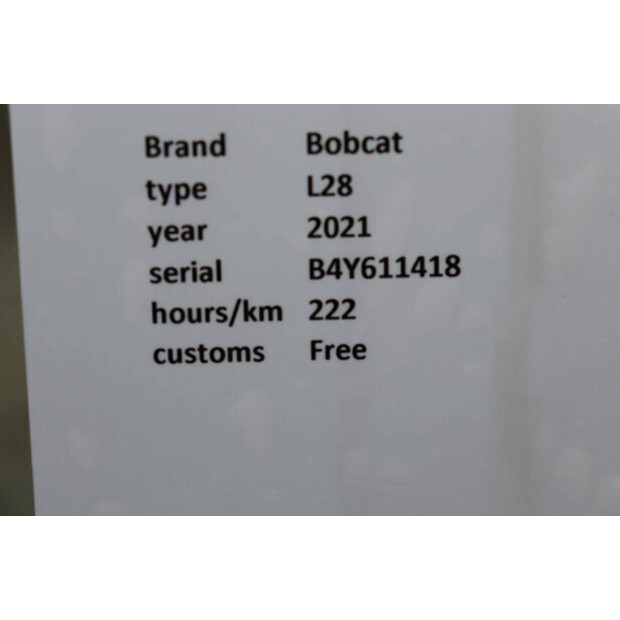 Brand Bobcat
type L28
year 2021
serial B4Y611418
hours/km 222
customs Free